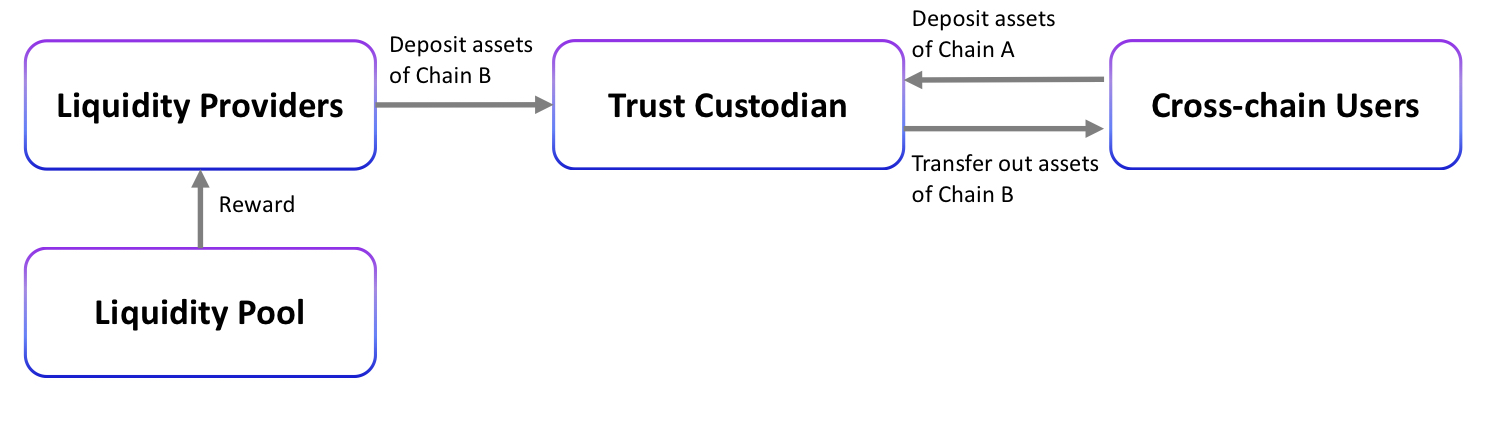 Deposit assets
of Chain B
Deposit assets
of Chain A
Liquidity Providers
Trust Custodian
Cross-chain Users
Transfer out assets
of Chain B
Reward
Liquidity Pool